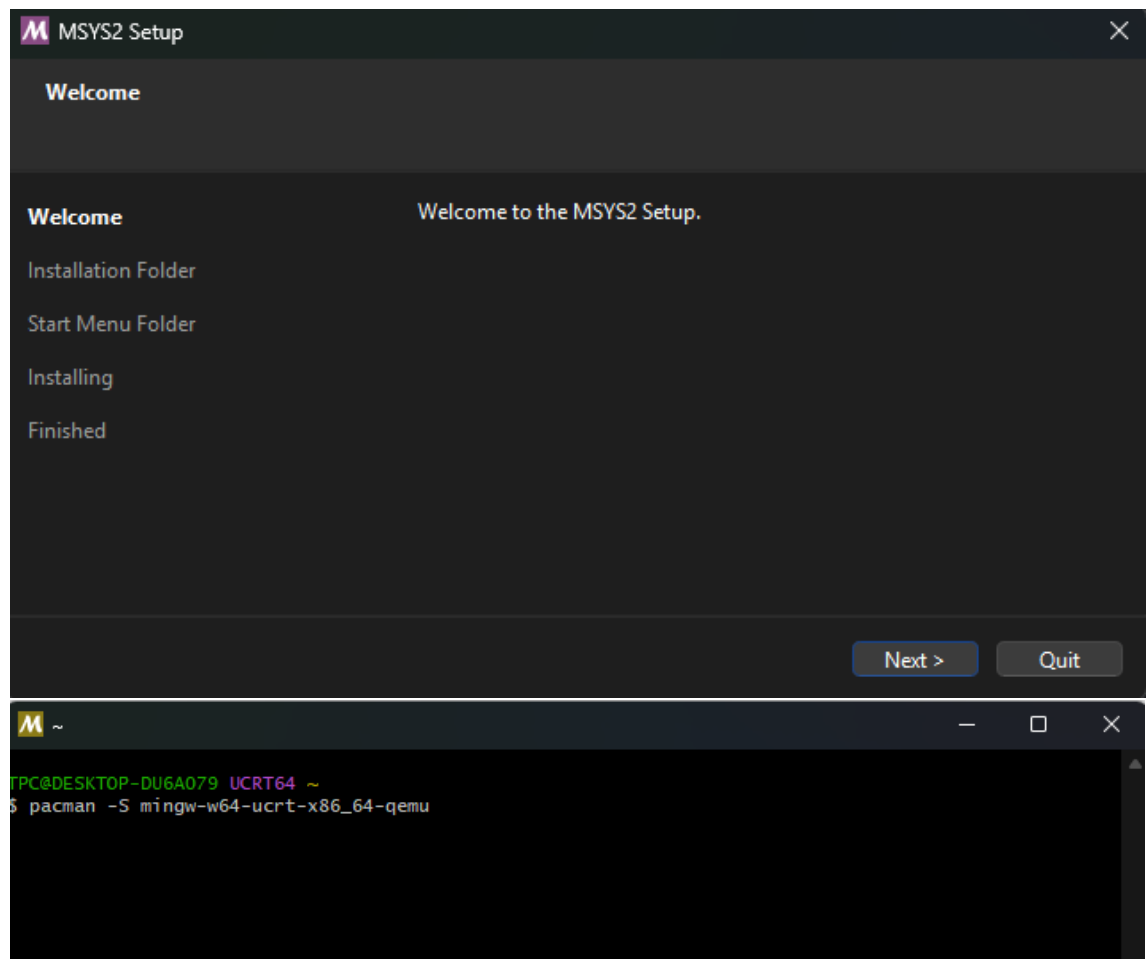 MSYS2 Setup
Welcome
Welcome
Welcome to the MSYS2 Setup.
Installation Folder
Start Menu Folder
Installing
Finished
Next >
Quit
~
TPC@DESKTOP-DU6AO79 UCRT64 ~
$ pacman -S mingw-w64-ucrt-x86_64-qemu